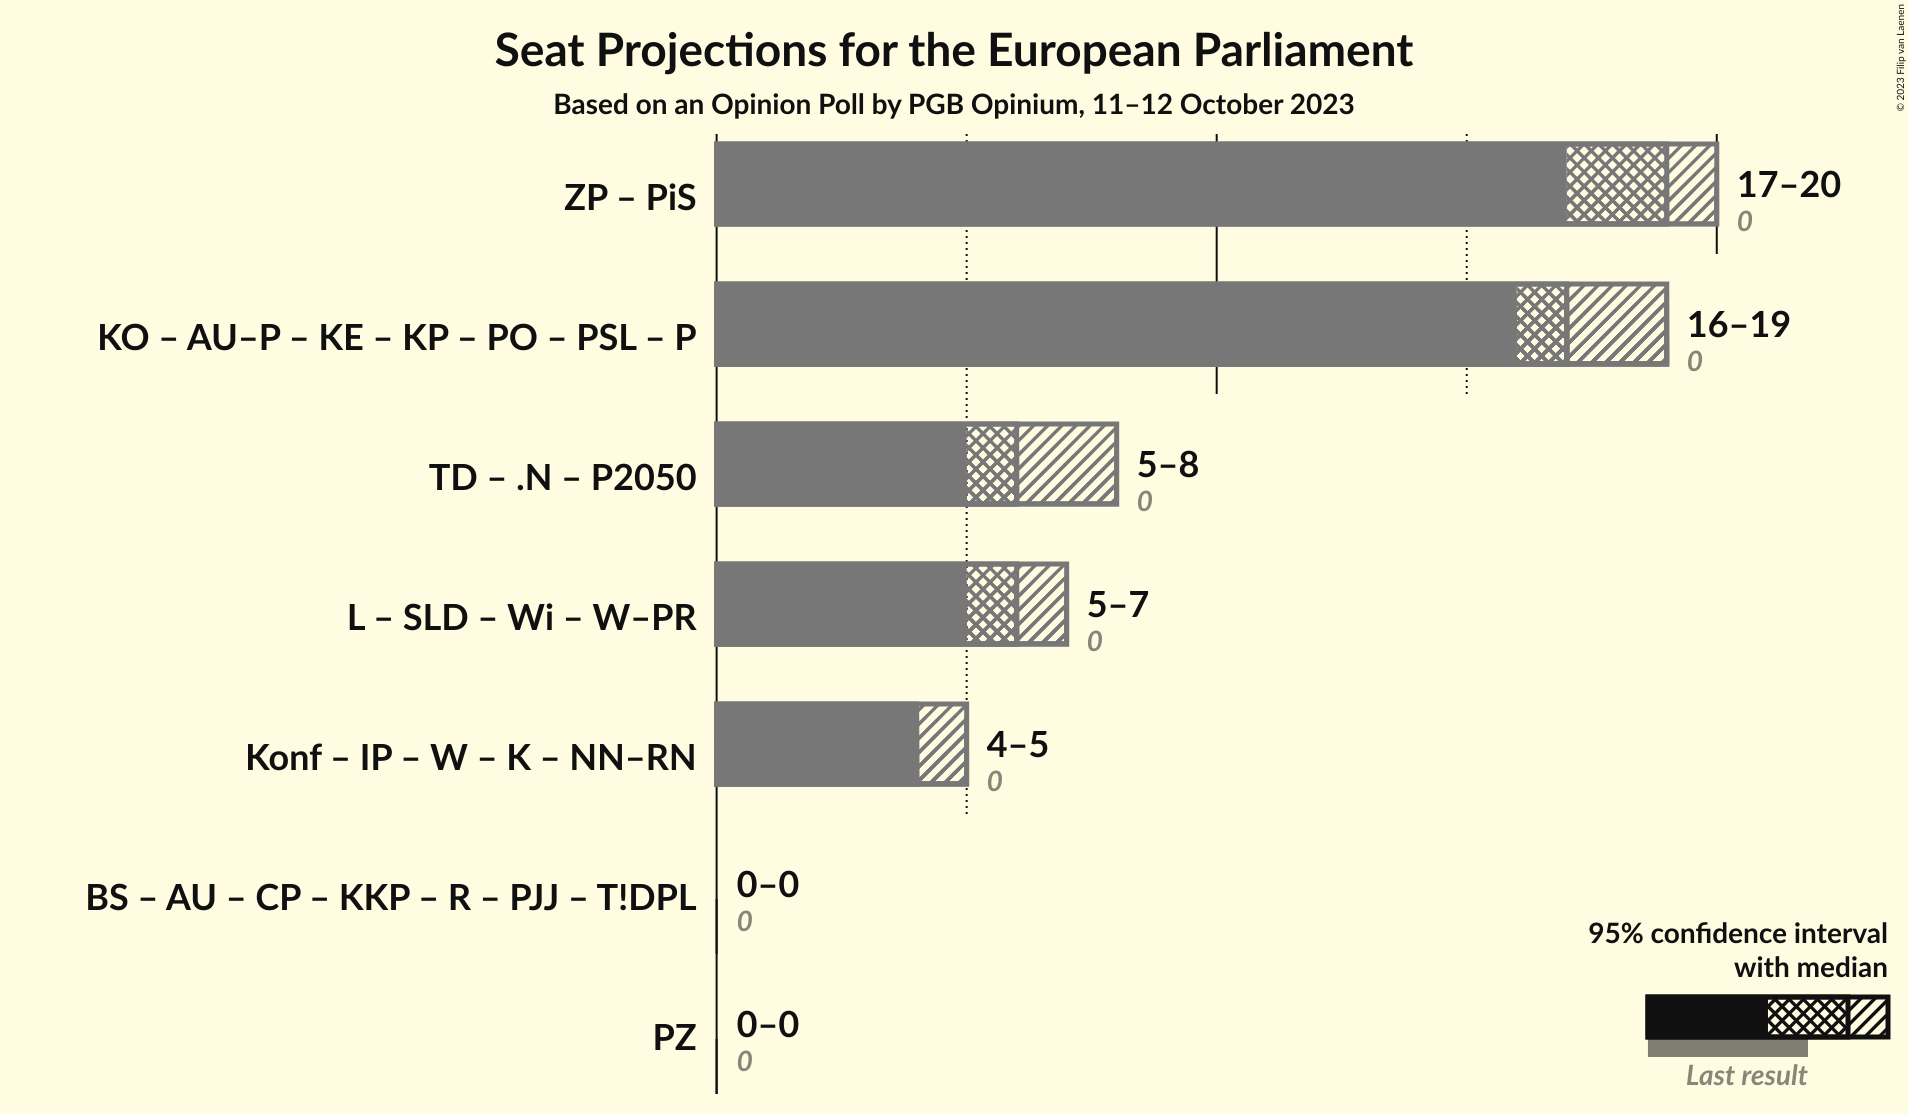 Seat Projections for the European Parliament
Based on an Opinion Poll by PGB Opinium, 11–12 October 2023
© 2023 Filip van Laenen
ZP – PiS
17–20
0
KO – AU–P – KE – KP – PO – PSL – P
16–19
0
TD – .N – P2050
5–8
0
L – SLD – Wi – W–PR
5–7
0
Konf – IP – W – K – NN–RN
4–5
0
BS – AU – CP – KKP – R – PJJ – T!DPL
0–0
0
PZ
0–0
0
95% confidence interval
with median
Last result